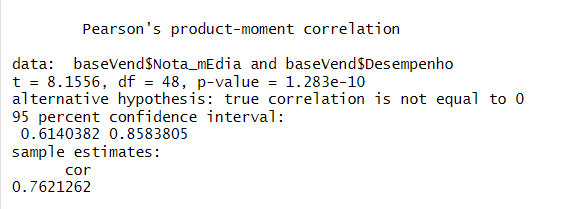 Pearson's product-moment correlation
data:  baseVend$Nota_mEdia and baseVend$Desempenho
t = 8.1556, df = 48, p-value = 1.283e-10
alternative hypothesis: true correlation is not equal to 0
95 percent confidence interval:
 0.6140382 0.8583805
sample estimates:
      cor
0.7621262